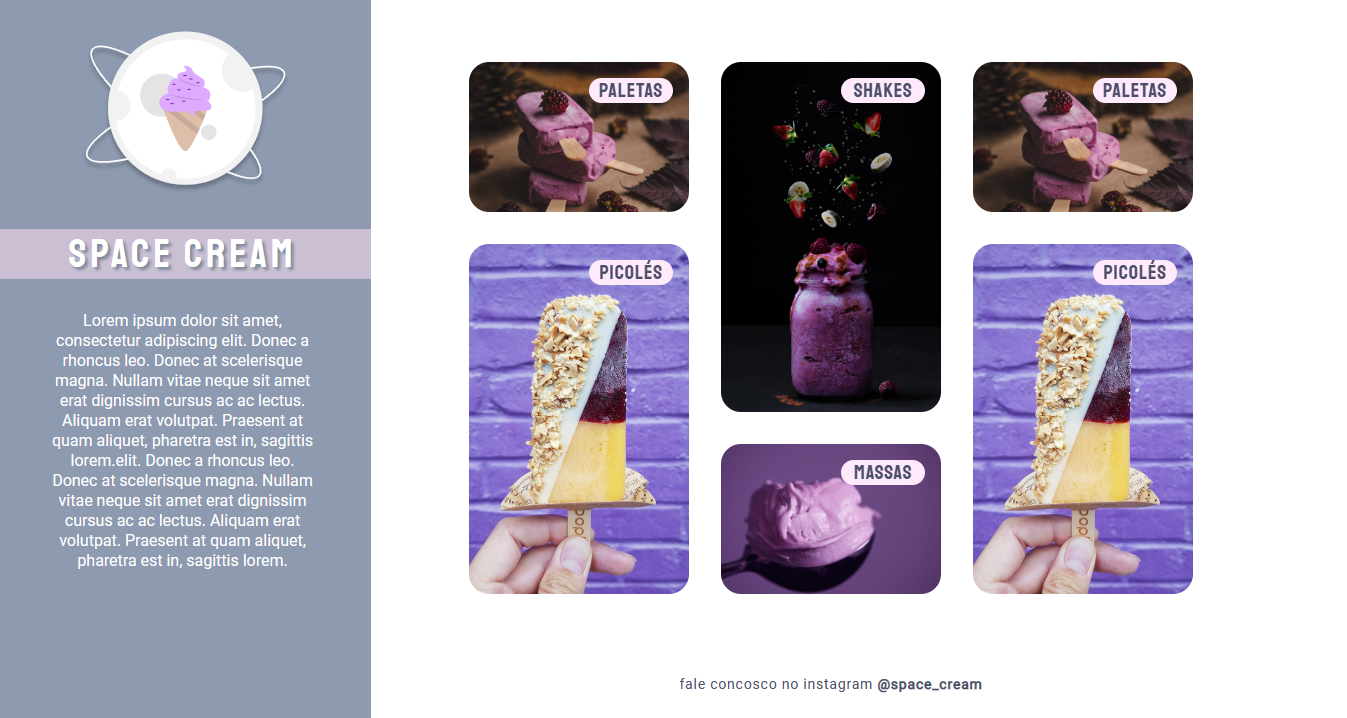 SPACE CREAM
Lorem ipsum dolor sit amet,
consectetur adipiscing elit. Donec a
rhoncus leo. Donec at scelerisque
magna. Nullam vitae neque sit amet
erat dignissim cursus ac ac lectus.
Aliquam erat volutpat. Praesent at
quam aliquet, pharetra est in, sagittis
lorem.elit. Donec a rhoncus leo.
Donec at scelerisque magna. Nullam
vitae neque sit amet erat dignissim
cursus ac ac lectus. Aliquam erat
volutpat. Praesent at quam aliquet,
pharetra est in, sagittis lorem.
PALETAS
PICOLÉS
SHAKES
MASSAS
PALETAS
PICOLÉS
fale concosco no instagram @space_cream